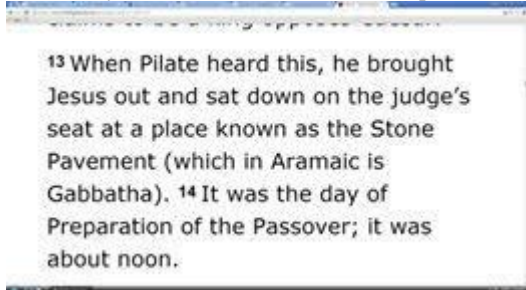 13 When Pilate heard this, he brought
Jesus out and sat down on the judge's
seat at a place known as the Stone
Pavement (which in Aramaic is
Gabbatha). 14 It was the day of
Preparation of the Passover; it was
about noon.